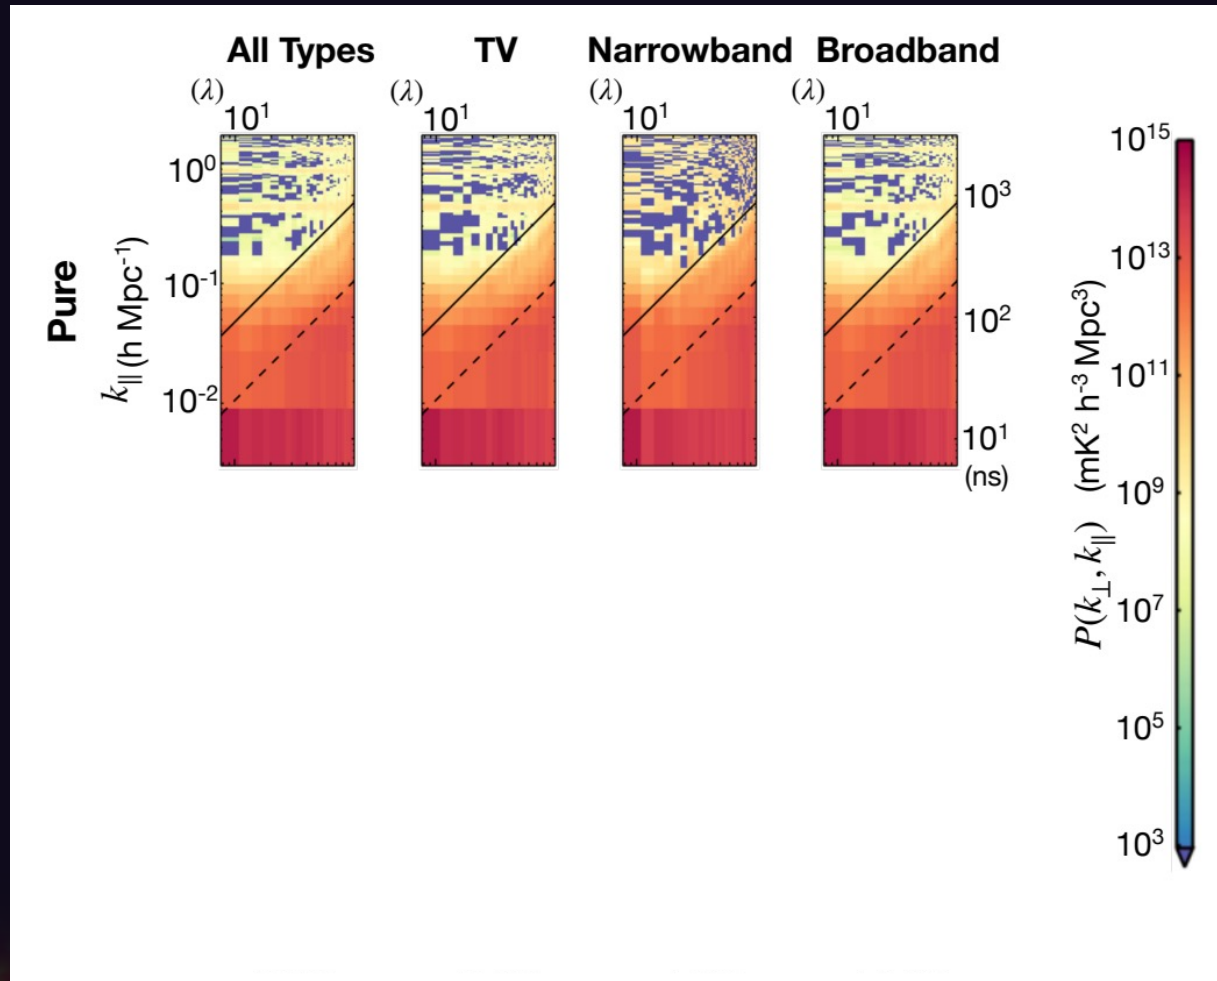 All Types TV Narrowband Broadband
(λ) (λ) (λ) (λ)
10¹ 10¹ 10¹ 10¹
Pure
k∥ (h Mpc⁻¹)
10⁰
10⁻¹
10⁻²
10³
10²
10¹
(ns)
P(k⊥, k∥) (mK² h⁻³ Mpc³)
10¹⁵
10¹³
10¹¹
10⁹
10⁷
10⁵
10³